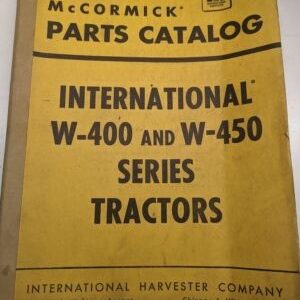 McCORMICK®
PARTS CATALOG
INTERNATIONAL®
W-400 AND W-450
SERIES
TRACTORS
INTERNATIONAL HARVESTER COMPANY